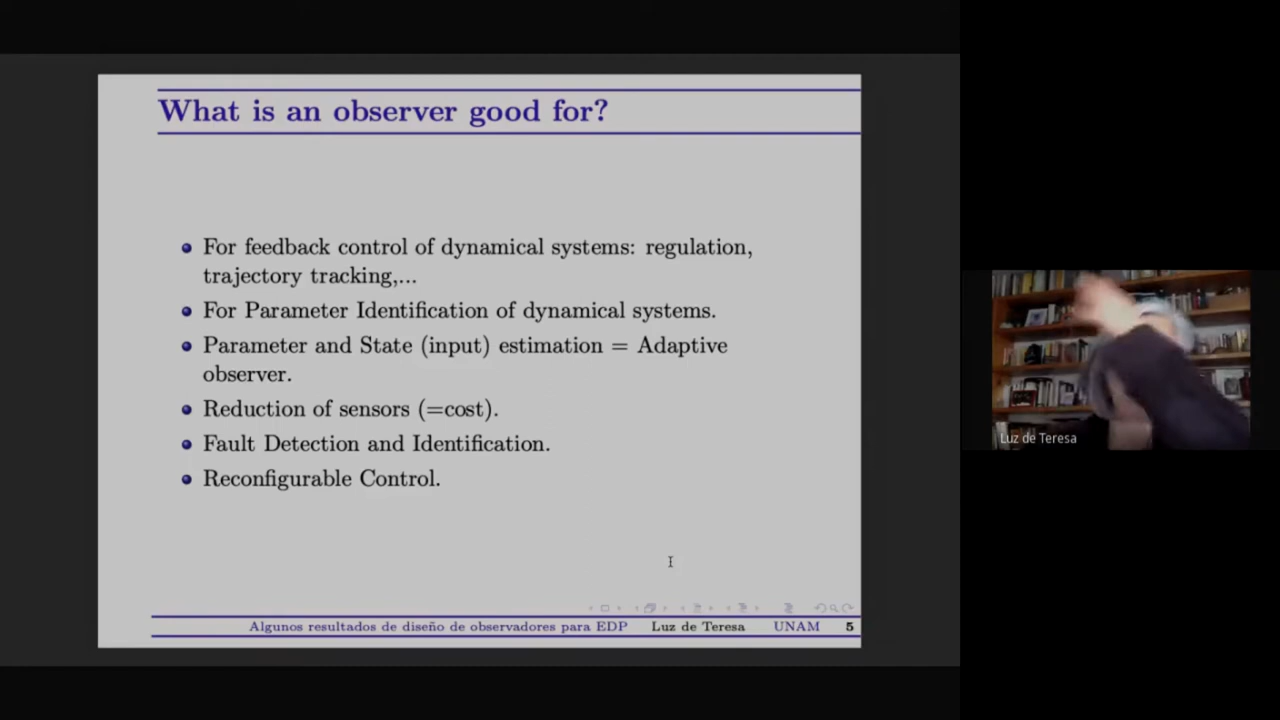 What is an observer good for?
For feedback control of dynamical systems: regulation,
trajectory tracking,...
For Parameter Identification of dynamical systems.
Parameter and State (input) estimation = Adaptive
observer.
Reduction of sensors (=cost).
Fault Detection and Identification.
Reconfigurable Control.
Algunos resultados de diseño de observadores para EDP Luz de Teresa UNAM 5
Luz de Teresa